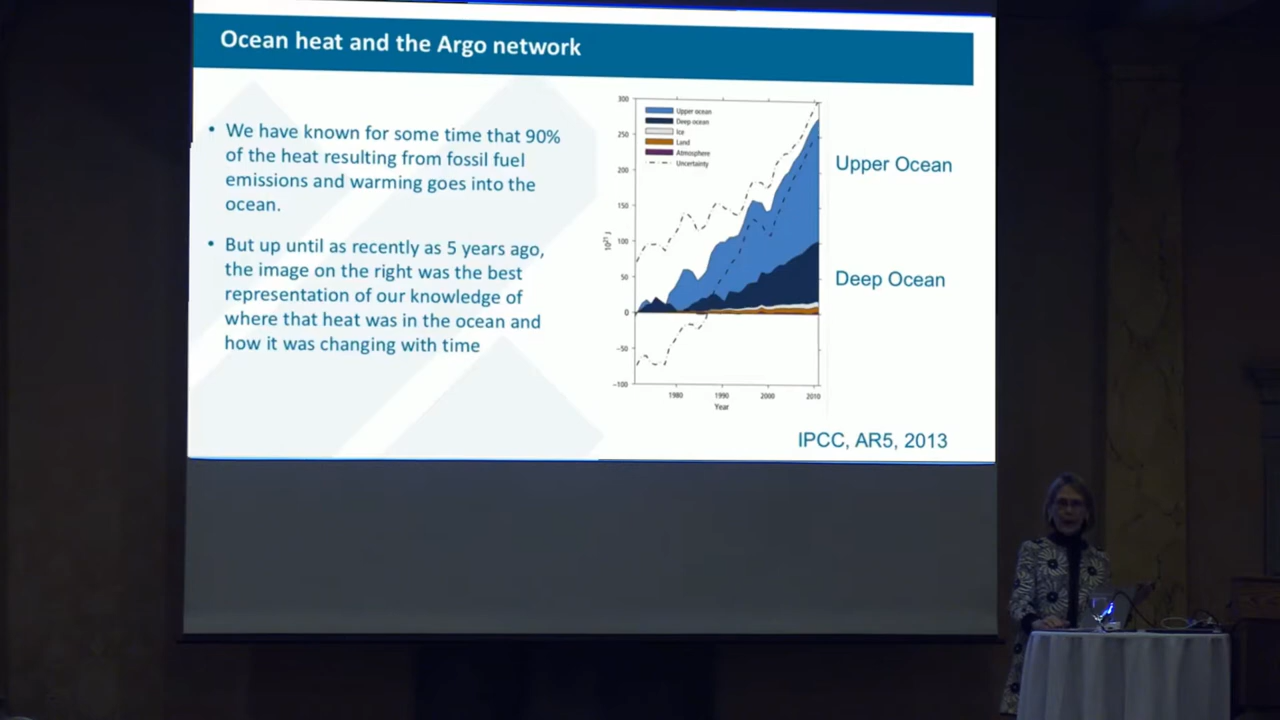 Ocean heat and the Argo network
• We have known for some time that 90%
of the heat resulting from fossil fuel
emissions and warming goes into the
ocean.
• But up until as recently as 5 years ago,
the image on the right was the best
representation of our knowledge of
where that heat was in the ocean and
how it was changing with time
300
250
200
150
100
50
0
−50
−100
10²¹ J
Upper ocean
Deep ocean
Ice
Land
Atmosphere
Uncertainty
1980
1990
2000
2010
Year
Upper Ocean
Deep Ocean
IPCC, AR5, 2013